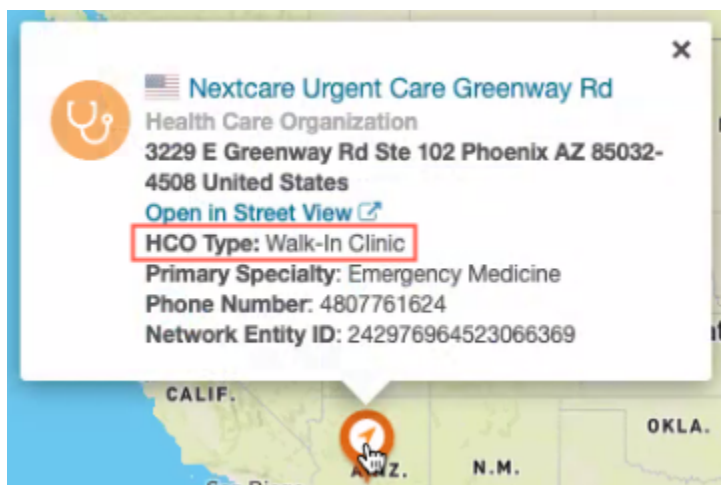 ×
Nextcare Urgent Care Greenway Rd
Health Care Organization
3229 E Greenway Rd Ste 102 Phoenix AZ 85032-
4508 United States
Open in Street View
HCO Type: Walk-In Clinic
Primary Specialty: Emergency Medicine
Phone Number: 4807761624
Network Entity ID: 242976964523066369
CALIF.
OKLA.
N.M.